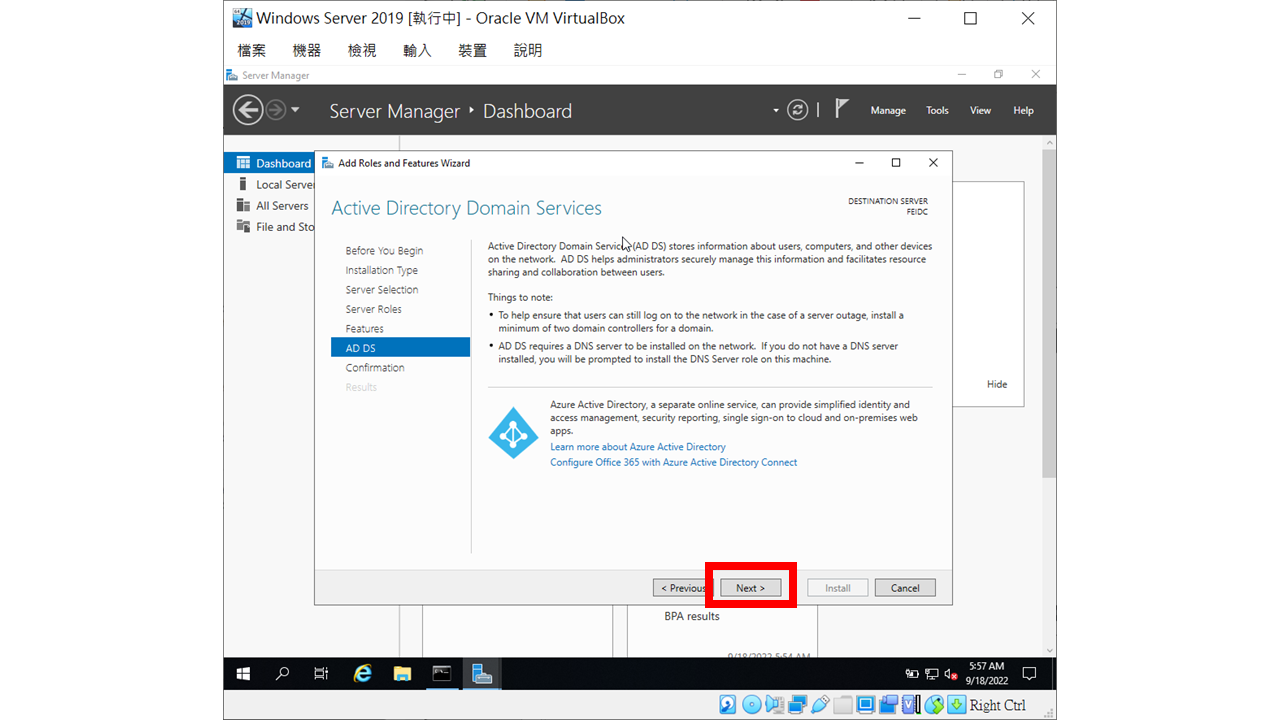 Windows Server 2019 [執行中] - Oracle VM VirtualBox
檔案 機器 檢視 輸入 裝置 說明
Server Manager
Server Manager ‣ Dashboard
Manage Tools View Help
Dashboard
Local Server
All Servers
File and Sto
Add Roles and Features Wizard
Active Directory Domain Services
DESTINATION SERVER
FEIDC
Before You Begin
Installation Type
Server Selection
Server Roles
Features
AD DS
Confirmation
Results
Active Directory Domain Services (AD DS) stores information about users, computers, and other devices
on the network. AD DS helps administrators securely manage this information and facilitates resource
sharing and collaboration between users.
Things to note:
• To help ensure that users can still log on to the network in the case of a server outage, install a
minimum of two domain controllers for a domain.
• AD DS requires a DNS server to be installed on the network. If you do not have a DNS server
installed, you will be prompted to install the DNS Server role on this machine.
Azure Active Directory, a separate online service, can provide simplified identity and
access management, security reporting, single sign-on to cloud and on-premises web
apps.
Learn more about Azure Active Directory
Configure Office 365 with Azure Active Directory Connect
Hide
< Previous Next > Install Cancel
BPA results
9/18/2022 5:54 AM
5:57 AM
9/18/2022
Right Ctrl